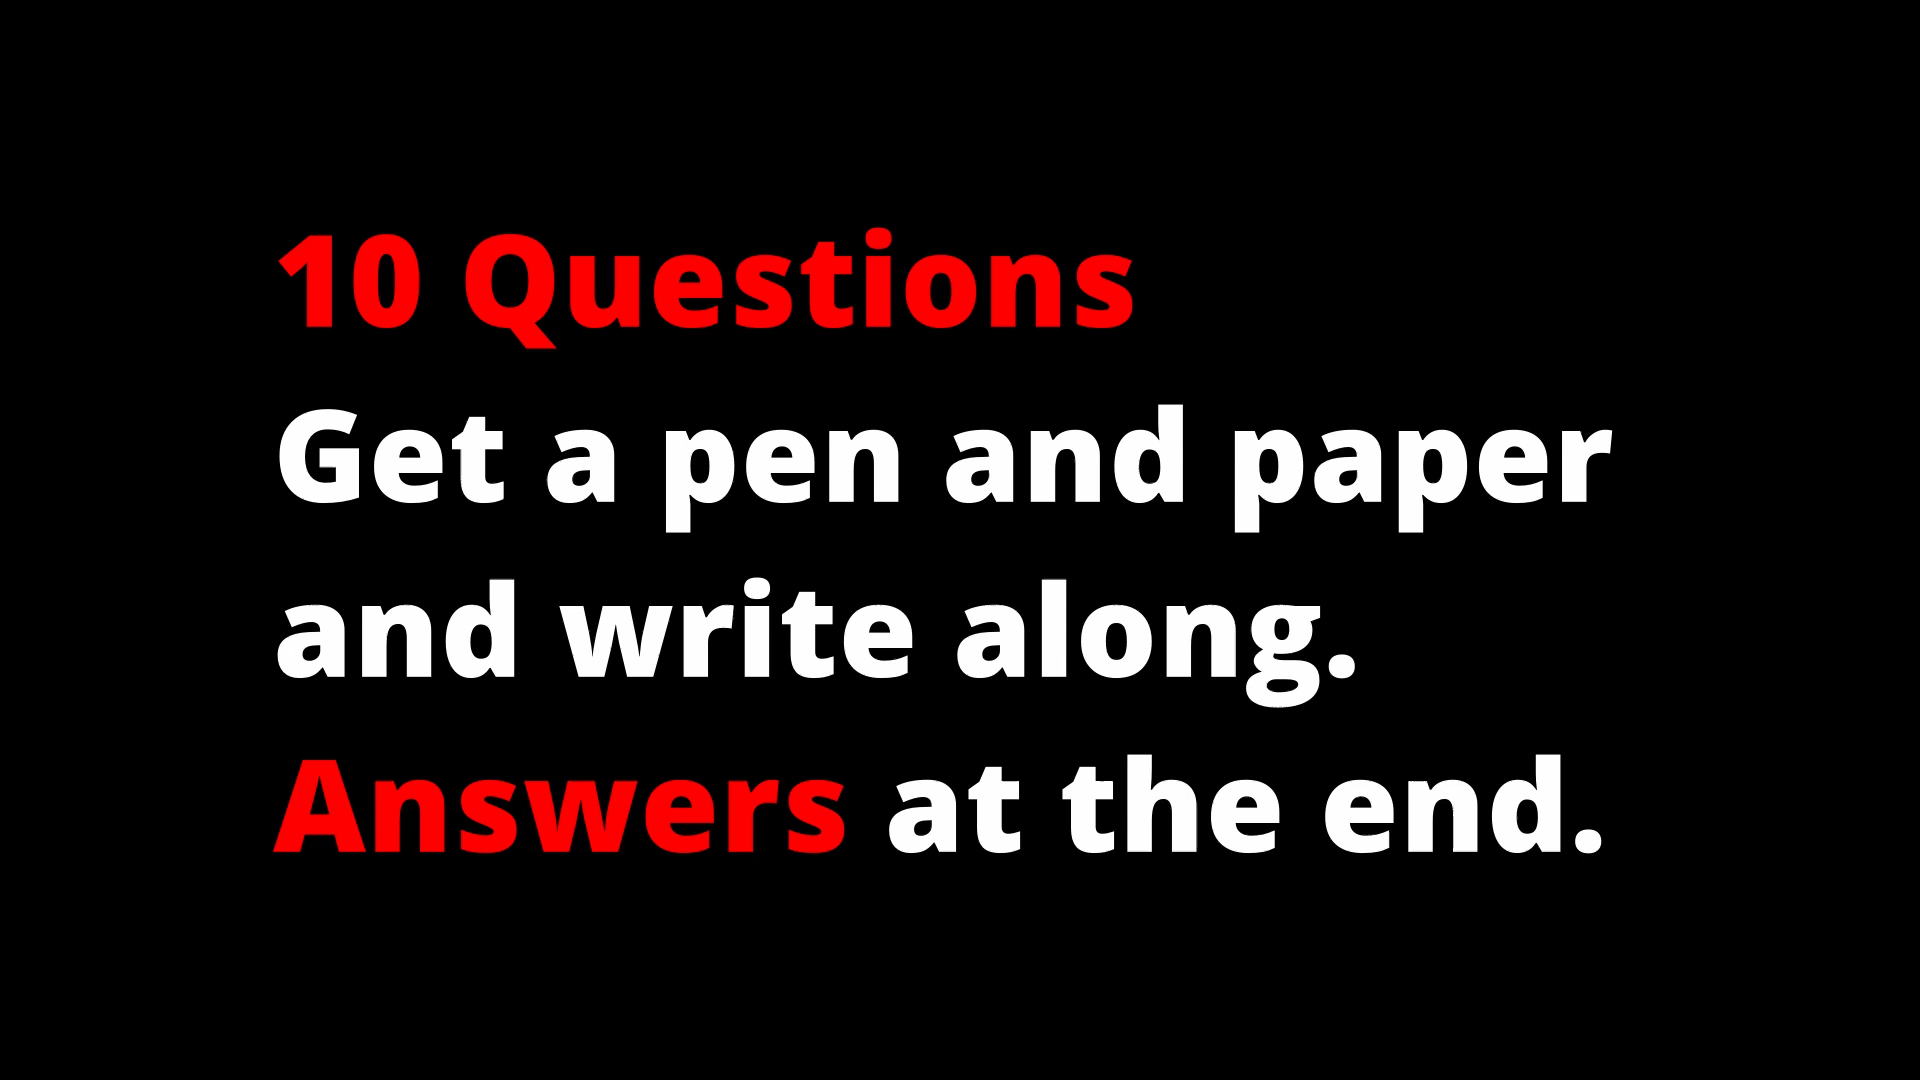 10 Questions
Get a pen and paper
and write along.
Answers at the end.